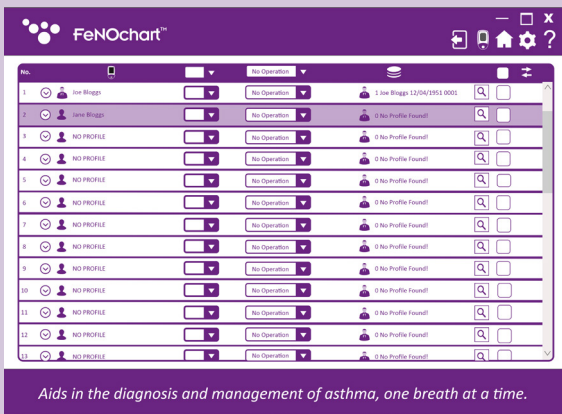 FeNOchart™
No. No Operation
1 Joe Bloggs No Operation 1 Joe Bloggs 12/04/1951 0001
2 Jane Bloggs No Operation 0 No Profile Found!
3 NO PROFILE No Operation 0 No Profile Found!
4 NO PROFILE No Operation 0 No Profile Found!
5 NO PROFILE No Operation 0 No Profile Found!
6 NO PROFILE No Operation 0 No Profile Found!
7 NO PROFILE No Operation 0 No Profile Found!
8 NO PROFILE No Operation 0 No Profile Found!
9 NO PROFILE No Operation 0 No Profile Found!
10 NO PROFILE No Operation 0 No Profile Found!
11 NO PROFILE No Operation 0 No Profile Found!
12 NO PROFILE No Operation 0 No Profile Found!
13 NO PROFILE No Operation 0 No Profile Found!
Aids in the diagnosis and management of asthma, one breath at a time.